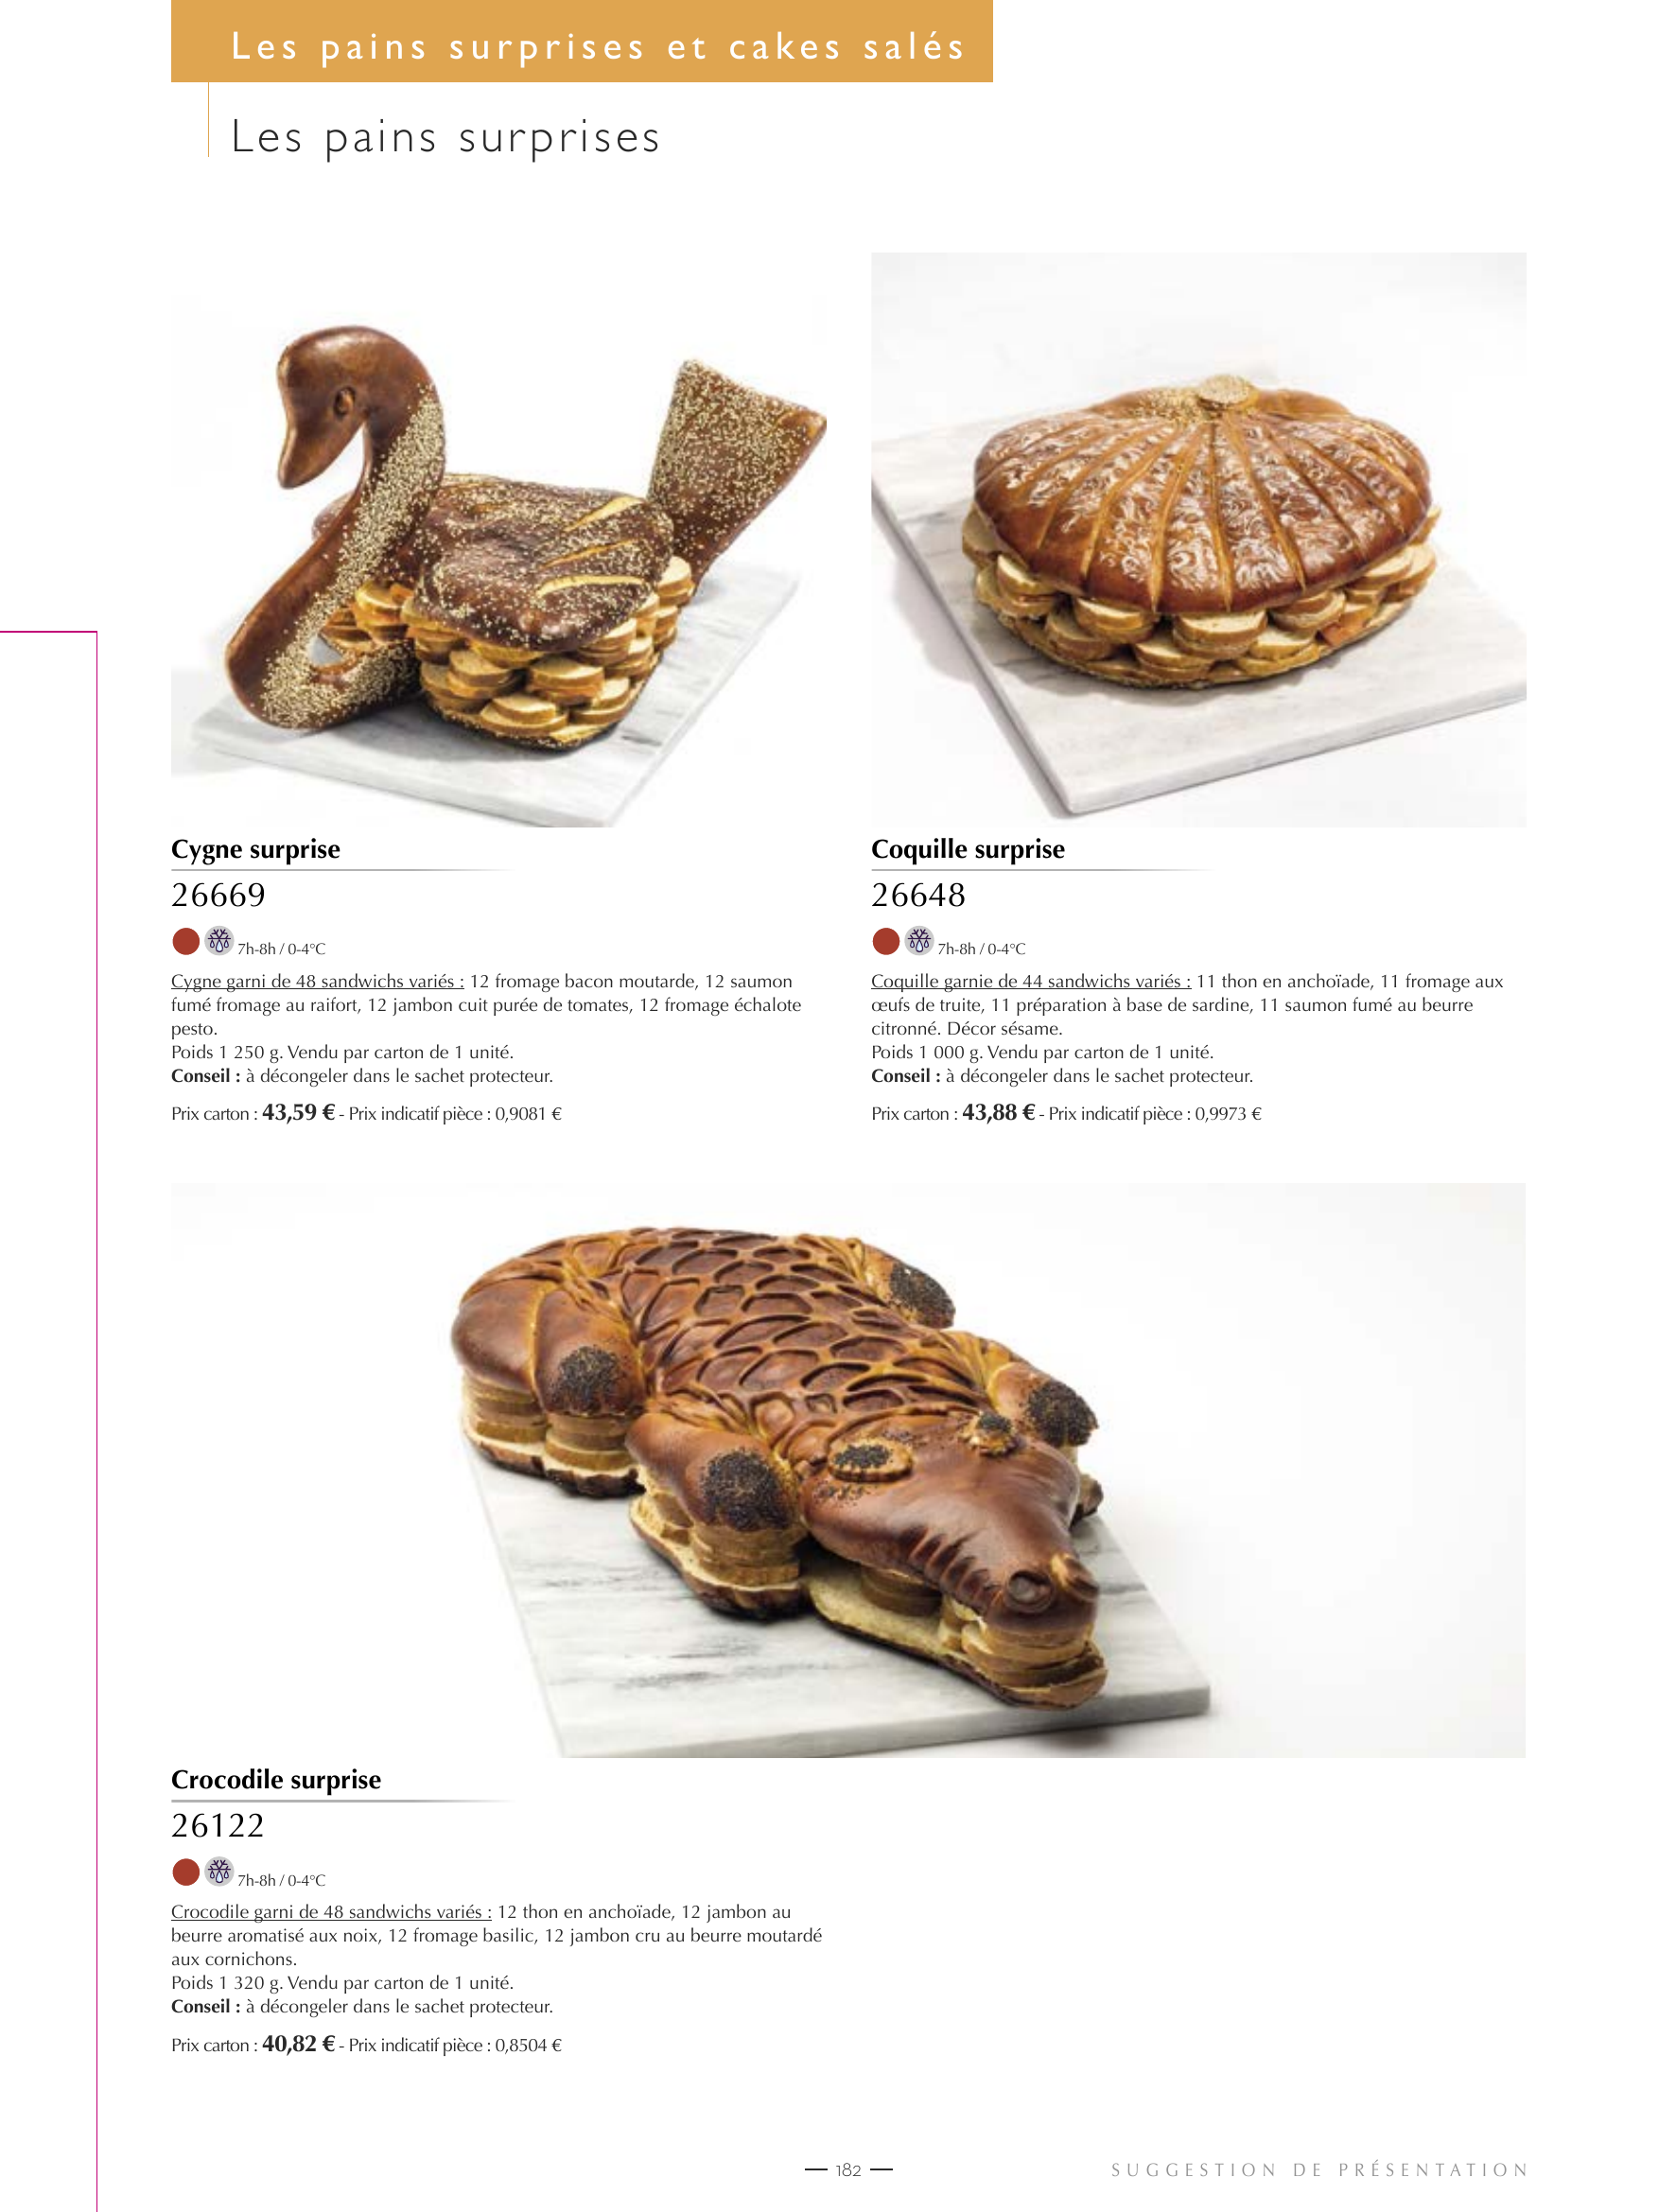 Les pains surprises et cakes salés
Les pains surprises
Cygne surprise
26669
7h-8h / 0-4°C
Cygne garni de 48 sandwichs variés : 12 fromage bacon moutarde, 12 saumon
fumé fromage au raifort, 12 jambon cuit purée de tomates, 12 fromage échalote
pesto.
Poids 1 250 g. Vendu par carton de 1 unité.
Conseil : à décongeler dans le sachet protecteur.
Prix carton : 43,59 € - Prix indicatif pièce : 0,9081 €
Coquille surprise
26648
7h-8h / 0-4°C
Coquille garnie de 44 sandwichs variés : 11 thon en anchoïade, 11 fromage aux
œufs de truite, 11 préparation à base de sardine, 11 saumon fumé au beurre
citronné. Décor sésame.
Poids 1 000 g. Vendu par carton de 1 unité.
Conseil : à décongeler dans le sachet protecteur.
Prix carton : 43,88 € - Prix indicatif pièce : 0,9973 €
Crocodile surprise
26122
7h-8h / 0-4°C
Crocodile garni de 48 sandwichs variés : 12 thon en anchoïade, 12 jambon au
beurre aromatisé aux noix, 12 fromage basilic, 12 jambon cru au beurre moutardé
aux cornichons.
Poids 1 320 g. Vendu par carton de 1 unité.
Conseil : à décongeler dans le sachet protecteur.
Prix carton : 40,82 € - Prix indicatif pièce : 0,8504 €
— 182 —
SUGGESTION DE PRÉSENTATION